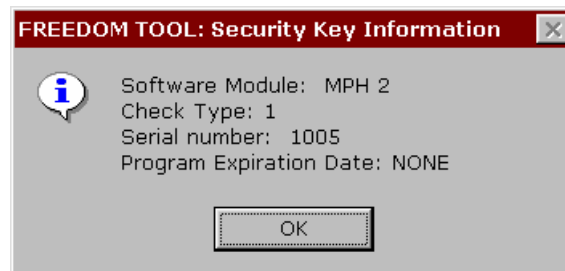 FREEDOM TOOL: Security Key Information
Software Module: MPH 2
Check Type: 1
Serial number: 1005
Program Expiration Date: NONE
OK